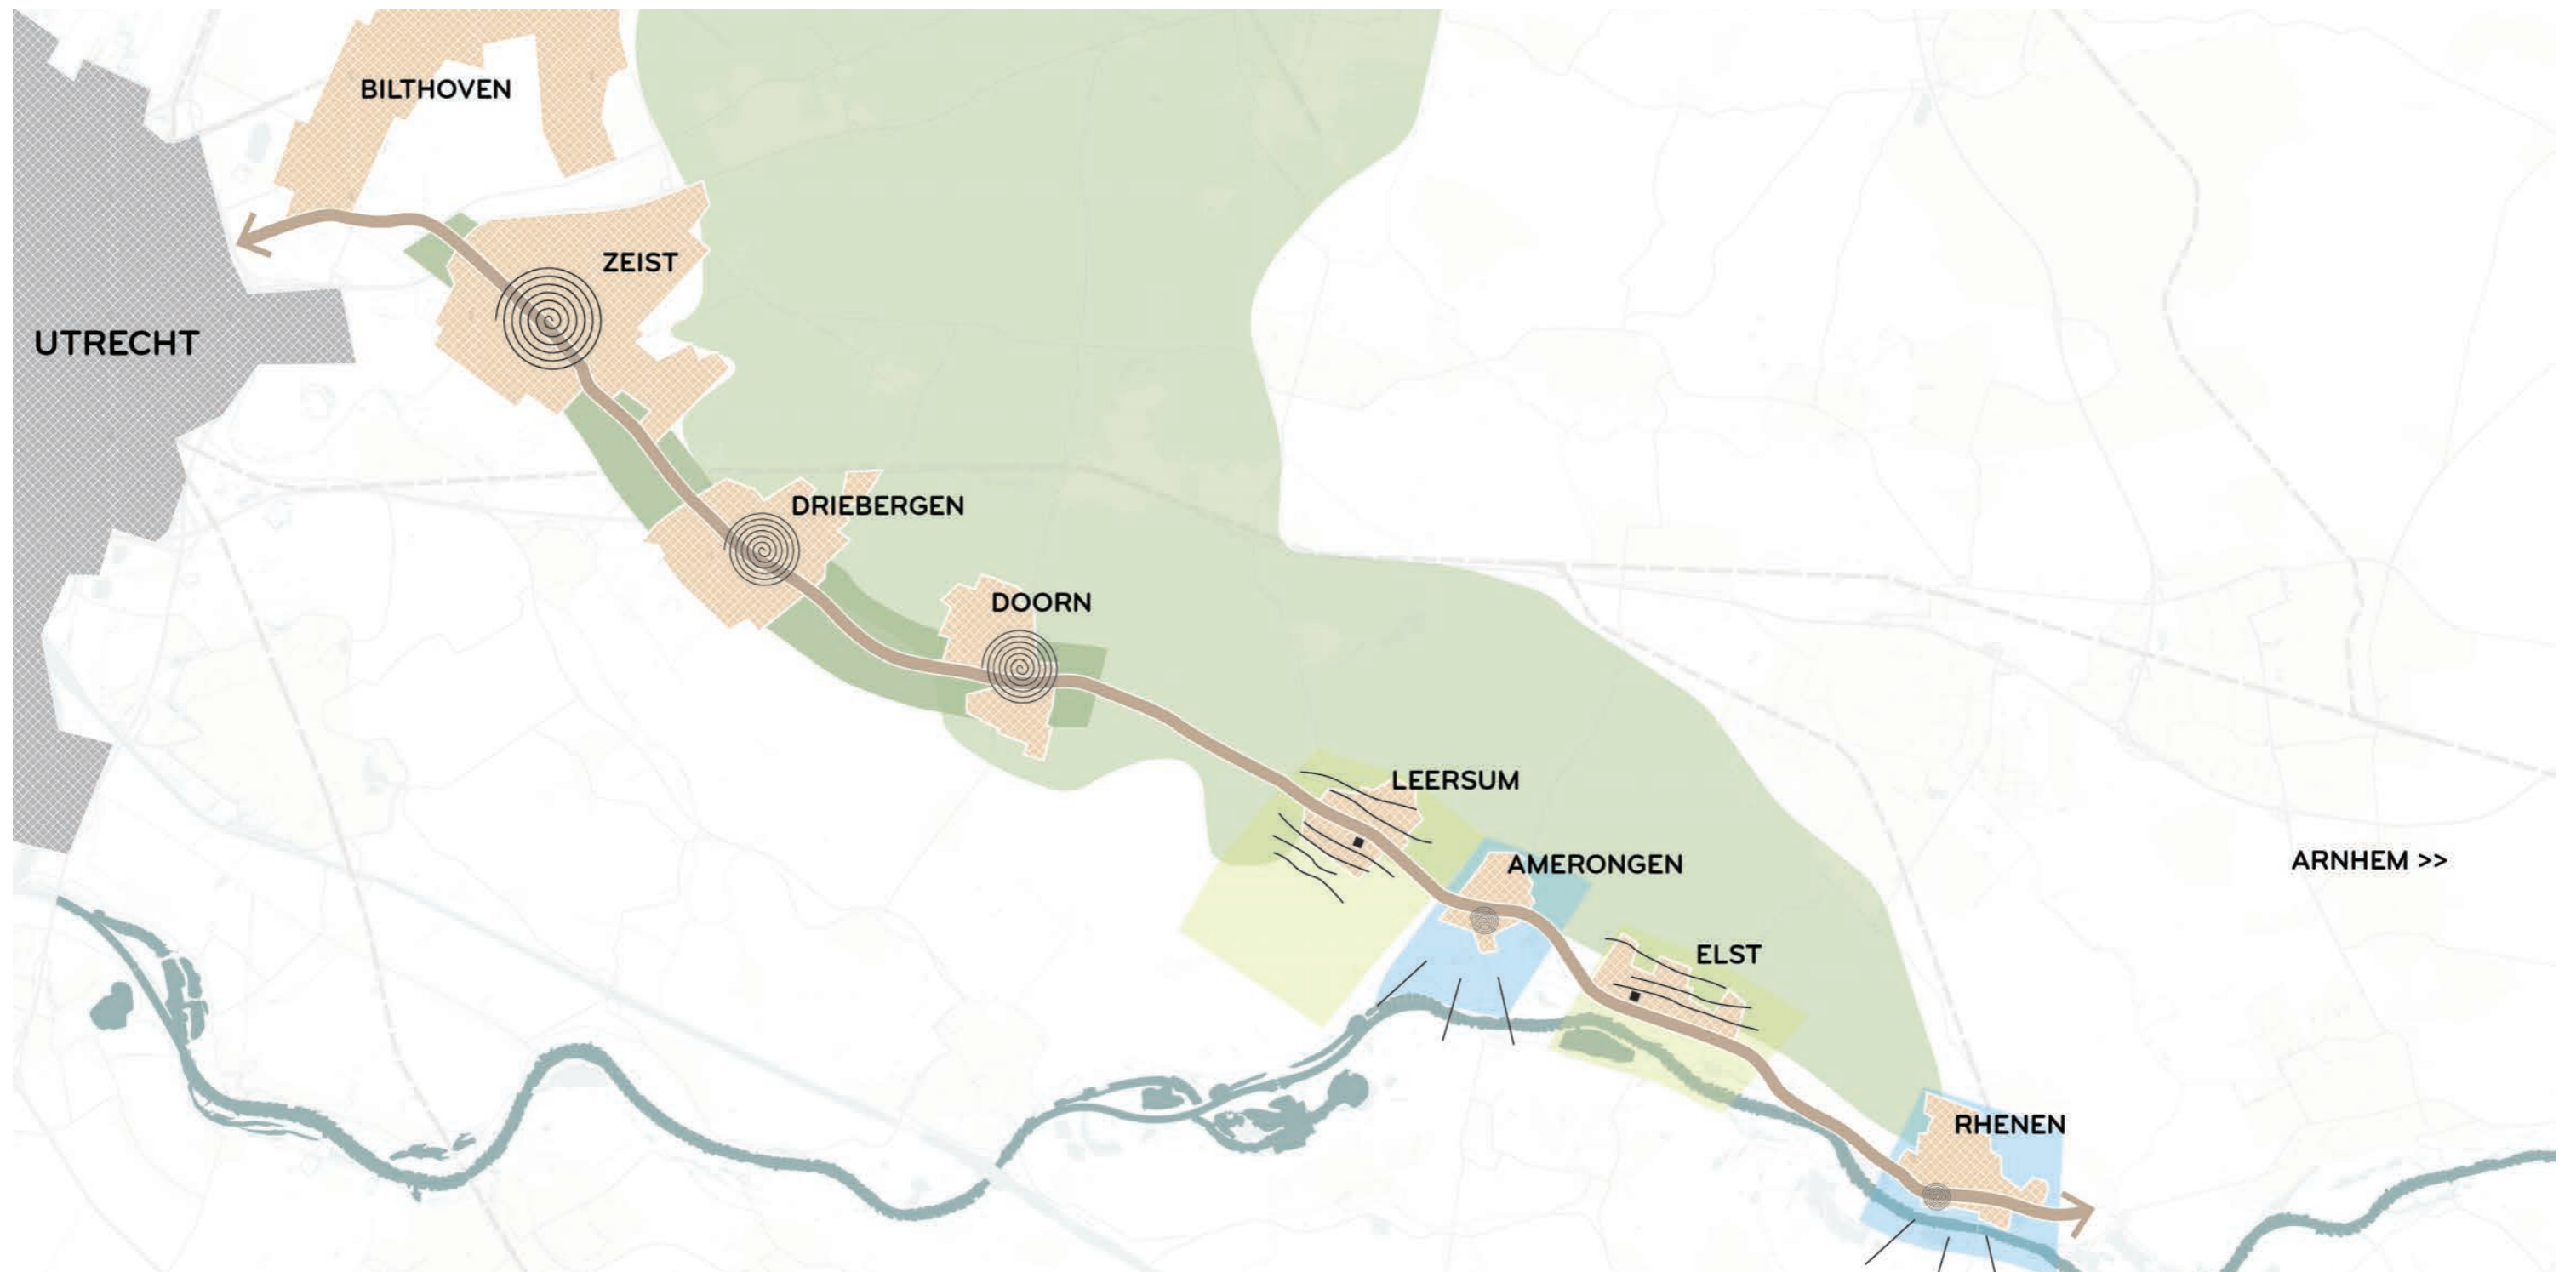 BILTHOVEN
ZEIST
UTRECHT
DRIEBERGEN
DOORN
LEERSUM
AMERONGEN
ARNHEM >>
ELST
RHENEN